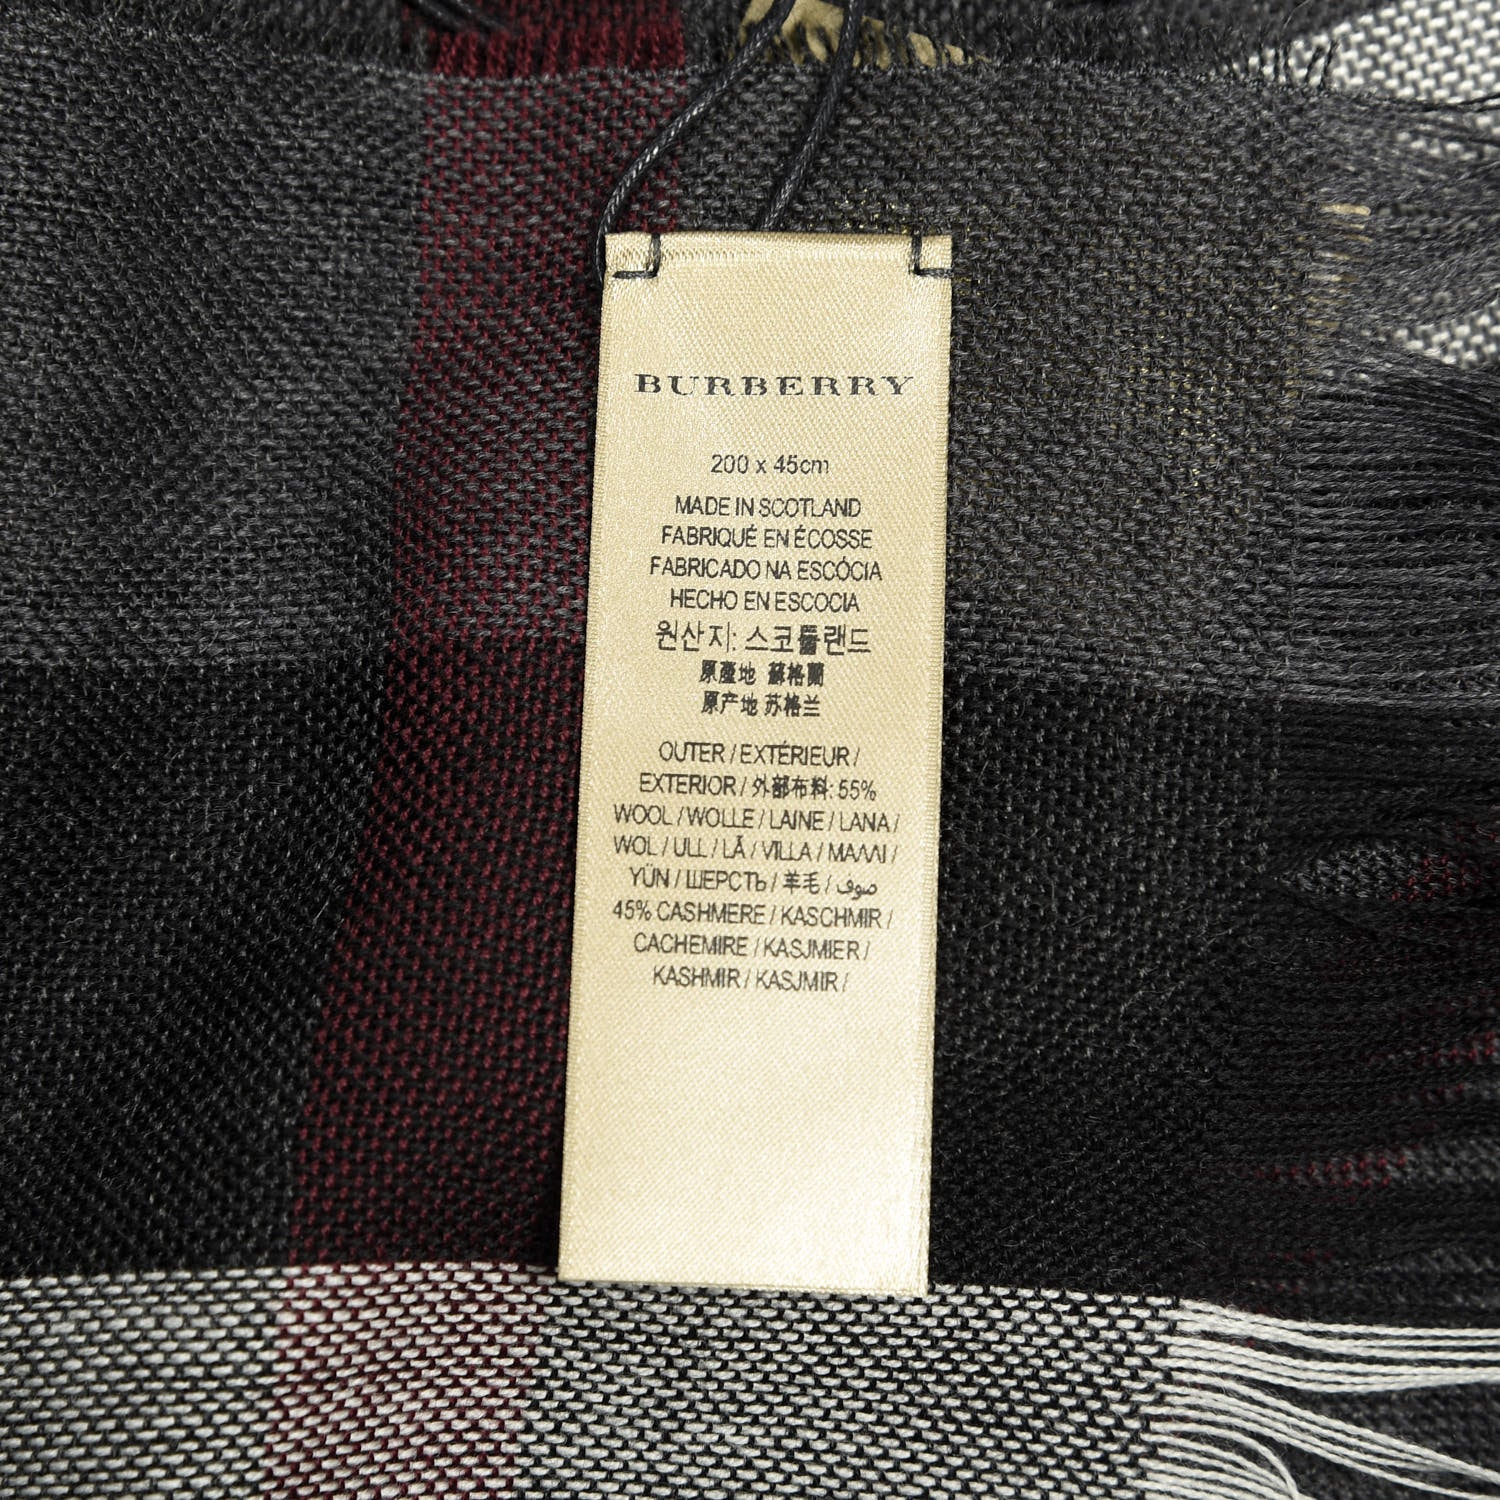 BURBERRY
200 x 45cm
MADE IN SCOTLAND
FABRIQUÉ EN ÉCOSSE
FABRICADO NA ESCÓCIA
HECHO EN ESCOCIA
원산지: 스코틀랜드
原產地 蘇格蘭
原产地 苏格兰
OUTER / EXTÉRIEUR /
EXTERIOR / 外部布料: 55%
WOOL / WOLLE / LAINE / LANA /
WOL / ULL / LÃ / VILLA / ΜΑΛΛΙ /
YÜN / ШЕРСТЬ / 羊毛 / صوف
45% CASHMERE / KASCHMIR /
CACHEMIRE / KASJMIER /
KASHMIR / KASJMIR /